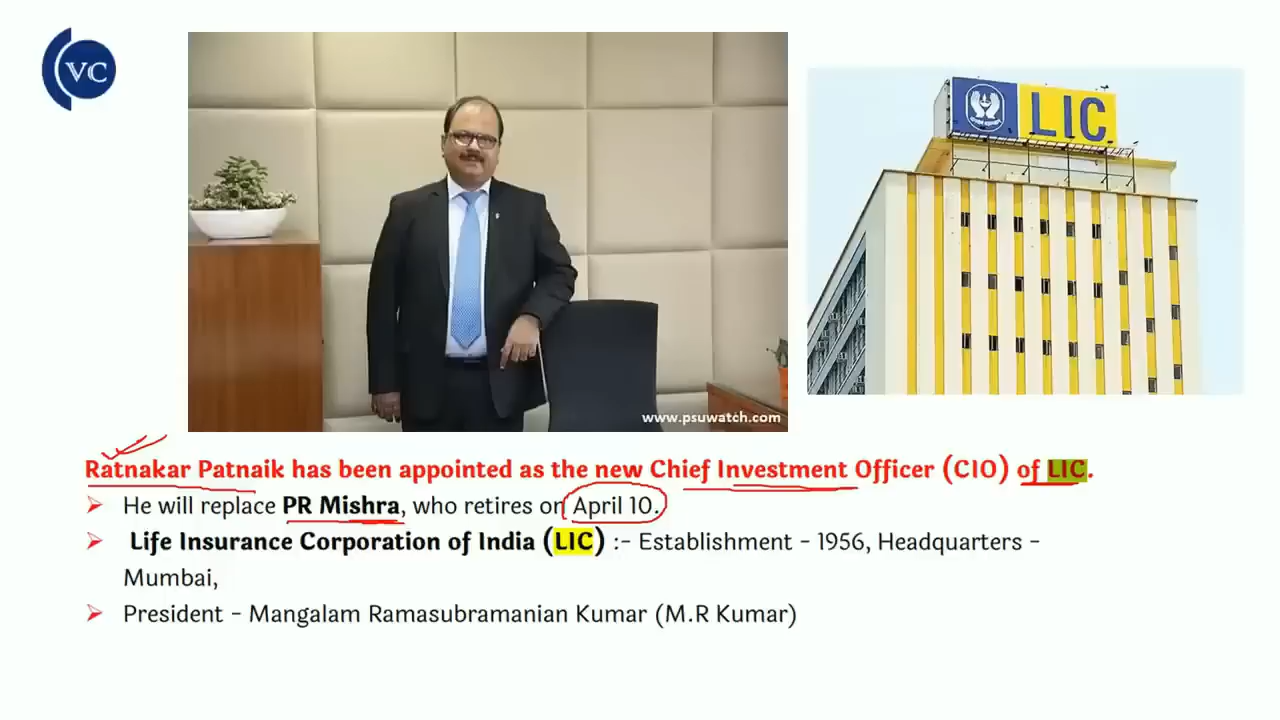 VC
LIC
www.psuwatch.com
Ratnakar Patnaik has been appointed as the new Chief Investment Officer (CIO) of LIC.
➤ He will replace PR Mishra, who retires on April 10.
➤ Life Insurance Corporation of India (LIC) :- Establishment - 1956, Headquarters -
Mumbai,
➤ President - Mangalam Ramasubramanian Kumar (M.R Kumar)